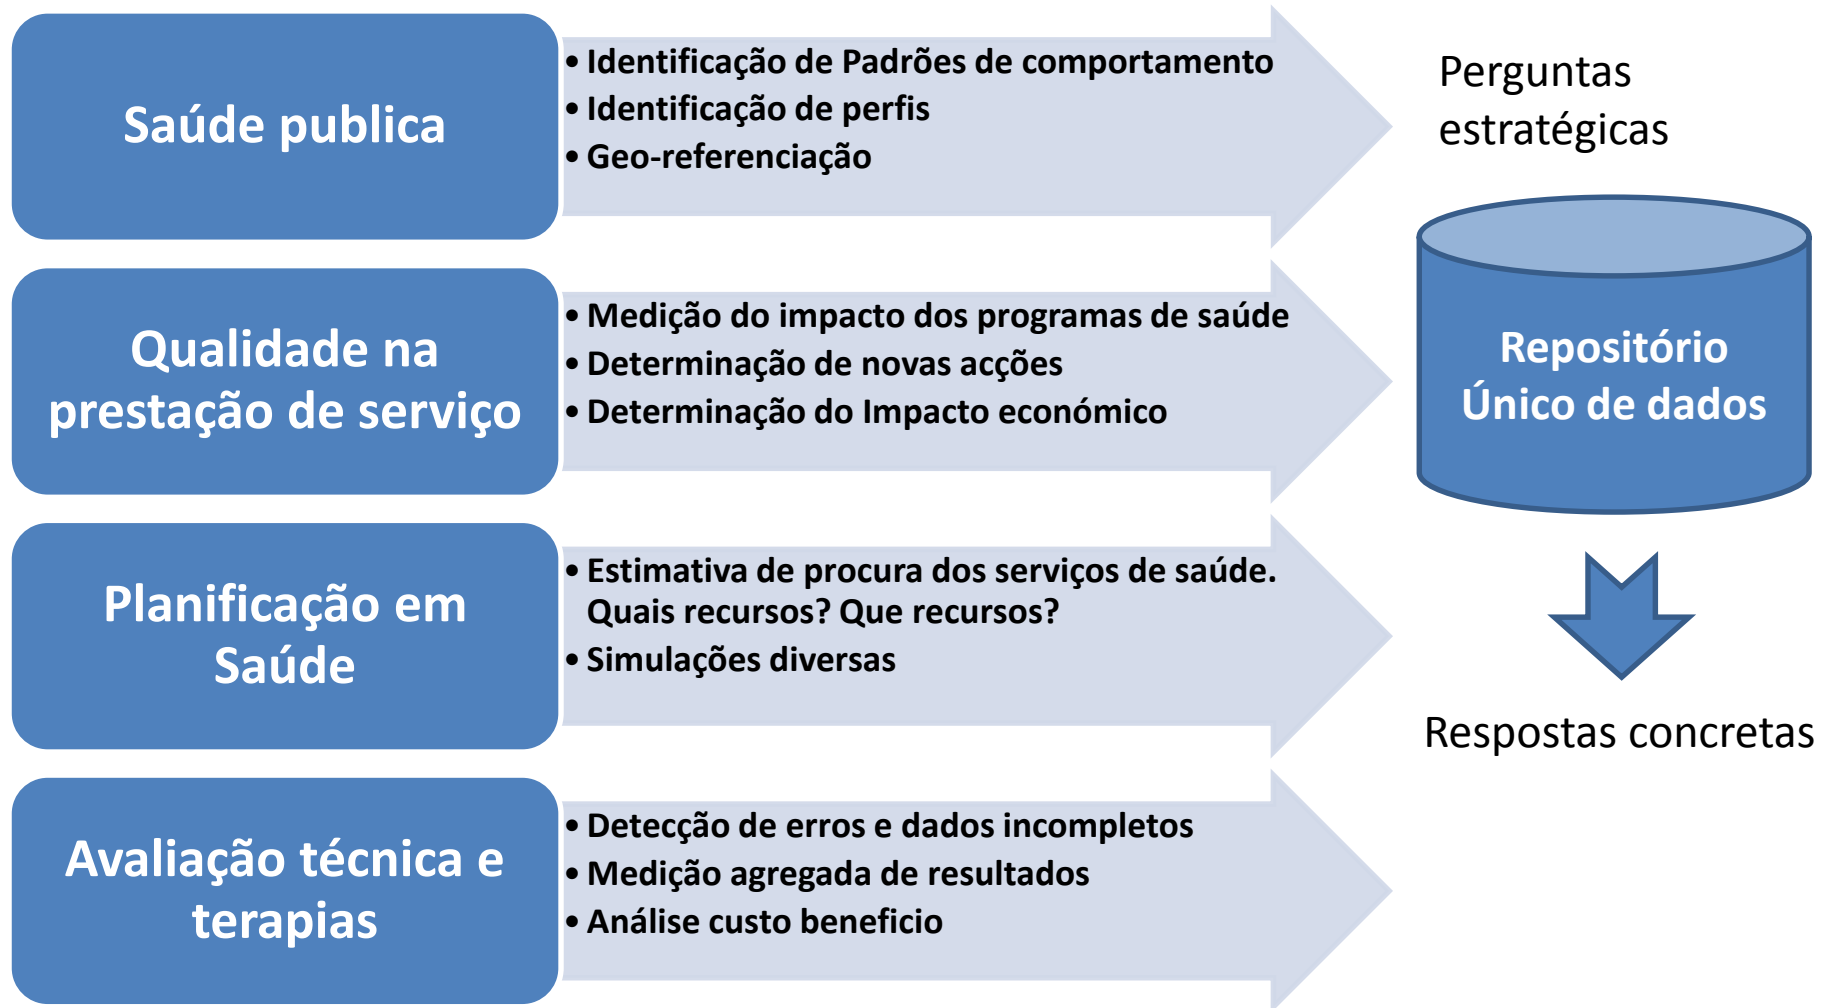 Saúde publica
• Identificação de Padrões de comportamento
• Identificação de perfis
• Geo-referenciação
Qualidade na
prestação de serviço
• Medição do impacto dos programas de saúde
• Determinação de novas acções
• Determinação do Impacto económico
Planificação em
Saúde
• Estimativa de procura dos serviços de saúde.
Quais recursos? Que recursos?
• Simulações diversas
Avaliação técnica e
terapias
• Detecção de erros e dados incompletos
• Medição agregada de resultados
• Análise custo beneficio
Perguntas
estratégicas
Repositório
Único de dados
Respostas concretas